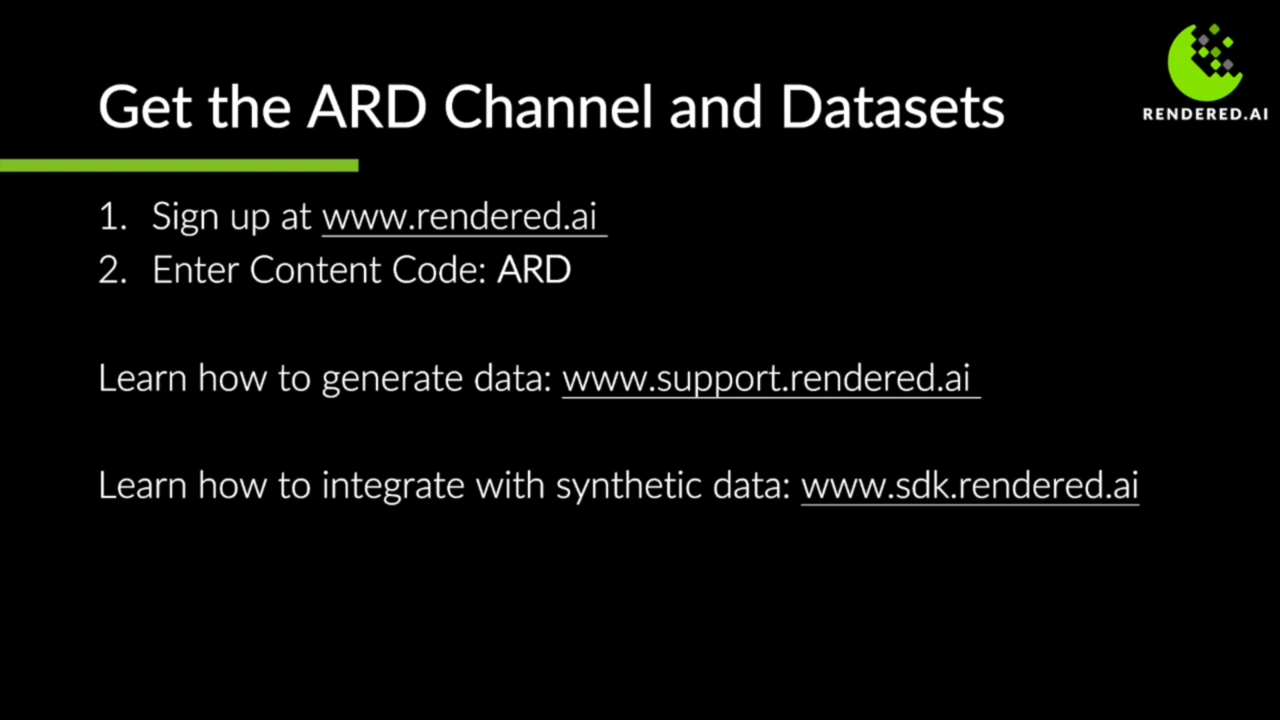 Get the ARD Channel and Datasets
RENDERED.AI
1. Sign up at www.rendered.ai
2. Enter Content Code: ARD
Learn how to generate data: www.support.rendered.ai
Learn how to integrate with synthetic data: www.sdk.rendered.ai